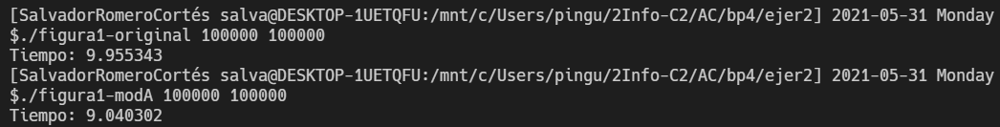 [SalvadorRomeroCortés salva@DESKTOP-1UETQFU:/mnt/c/Users/pingu/2Info-C2/AC/bp4/ejer2] 2021-05-31 Monday
$./figura1-original 100000 100000
Tiempo: 9.955343
[SalvadorRomeroCortés salva@DESKTOP-1UETQFU:/mnt/c/Users/pingu/2Info-C2/AC/bp4/ejer2] 2021-05-31 Monday
$./figura1-modA 100000 100000
Tiempo: 9.040302